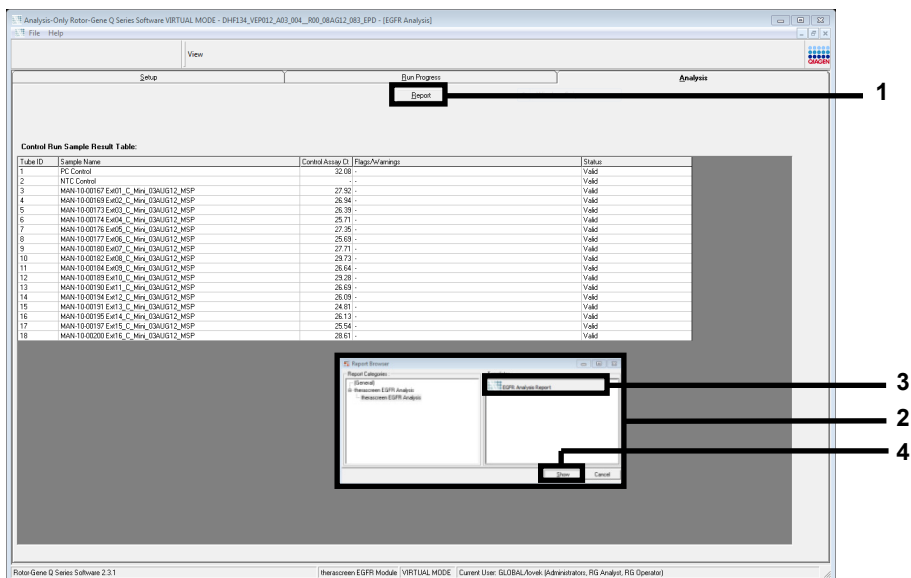 Analysis-Only Rotor-Gene Q Series Software VIRTUAL MODE - DHF134_VEP012_A03_004__R00_08AG12_083_EPD - [EGFR Analysis]
File Help
View
QIAGEN
Setup Run Progress Analysis
Report 1
Control Run Sample Result Table:
Tube ID Sample Name Control Assay Ct Flags/Warnings Status
1 PC Control 32.08 - Valid
2 NTC Control - - Valid
3 MAN-10-00167 Ext01_C_Mini_03AUG12_MSP 27.92 - Valid
4 MAN-10-00169 Ext02_C_Mini_03AUG12_MSP 26.94 - Valid
5 MAN-10-00173 Ext03_C_Mini_03AUG12_MSP 26.39 - Valid
6 MAN-10-00174 Ext04_C_Mini_03AUG12_MSP 25.71 - Valid
7 MAN-10-00176 Ext05_C_Mini_03AUG12_MSP 27.35 - Valid
8 MAN-10-00177 Ext06_C_Mini_03AUG12_MSP 25.69 - Valid
9 MAN-10-00180 Ext07_C_Mini_03AUG12_MSP 27.71 - Valid
10 MAN-10-00182 Ext08_C_Mini_03AUG12_MSP 29.73 - Valid
11 MAN-10-00184 Ext09_C_Mini_03AUG12_MSP 26.64 - Valid
12 MAN-10-00189 Ext10_C_Mini_03AUG12_MSP 29.28 - Valid
13 MAN-10-00190 Ext11_C_Mini_03AUG12_MSP 26.69 - Valid
14 MAN-10-00194 Ext12_C_Mini_03AUG12_MSP 26.09 - Valid
15 MAN-10-00191 Ext13_C_Mini_03AUG12_MSP 24.81 - Valid
16 MAN-10-00195 Ext14_C_Mini_03AUG12_MSP 26.13 - Valid
17 MAN-10-00197 Ext15_C_Mini_03AUG12_MSP 25.54 - Valid
18 MAN-10-00200 Ext16_C_Mini_03AUG12_MSP 28.61 - Valid
Report Browser
Report Categories
(General)
therascreen EGFR Analysis
therascreen EGFR Analysis
EGFR Analysis Report 3
2
4
Show Cancel
Rotor-Gene Q Series Software 2.3.1 therascreen EGFR Module VIRTUAL MODE Current User: GLOBAL/lovek (Administrators, RG Analyst, RG Operator)